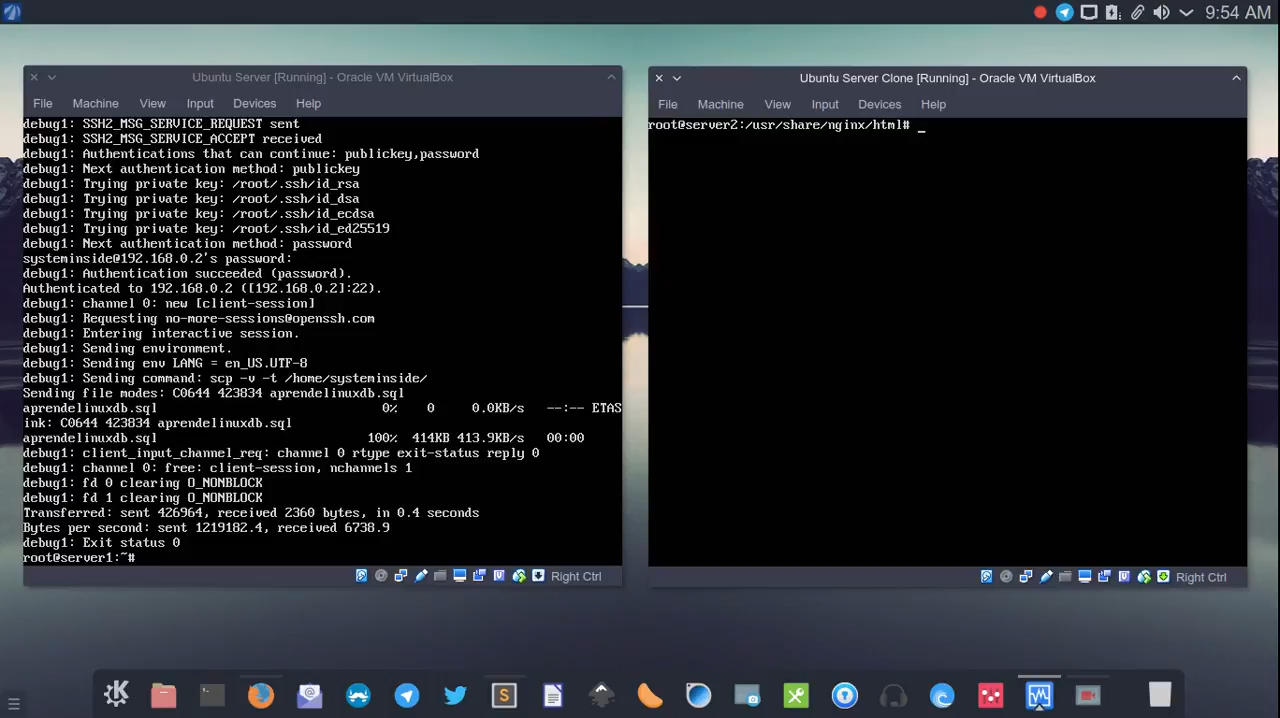 9:54 AM
Ubuntu Server [Running] - Oracle VM VirtualBox
File Machine View Input Devices Help
debug1: SSH2_MSG_SERVICE_REQUEST sent
debug1: SSH2_MSG_SERVICE_ACCEPT received
debug1: Authentications that can continue: publickey,password
debug1: Next authentication method: publickey
debug1: Trying private key: /root/.ssh/id_rsa
debug1: Trying private key: /root/.ssh/id_dsa
debug1: Trying private key: /root/.ssh/id_ecdsa
debug1: Trying private key: /root/.ssh/id_ed25519
debug1: Next authentication method: password
systeminside@192.168.0.2's password:
debug1: Authentication succeeded (password).
Authenticated to 192.168.0.2 ([192.168.0.2]:22).
debug1: channel 0: new [client-session]
debug1: Requesting no-more-sessions@openssh.com
debug1: Entering interactive session.
debug1: Sending environment.
debug1: Sending env LANG = en_US.UTF-8
debug1: Sending command: scp -v -t /home/systeminside/
Sending file modes: C0644 423834 aprendelinuxdb.sql
aprendelinuxdb.sql 0% 0 0.0KB/s --:-- ETAS
ink: C0644 423834 aprendelinuxdb.sql
aprendelinuxdb.sql 100% 414KB 413.9KB/s 00:00
debug1: client_input_channel_req: channel 0 rtype exit-status reply 0
debug1: channel 0: free: client-session, nchannels 1
debug1: fd 0 clearing O_NONBLOCK
debug1: fd 1 clearing O_NONBLOCK
Transferred: sent 426964, received 2360 bytes, in 0.4 seconds
Bytes per second: sent 1219182.4, received 6738.9
debug1: Exit status 0
root@server1:~#
Right Ctrl
Ubuntu Server Clone [Running] - Oracle VM VirtualBox
File Machine View Input Devices Help
root@server2:/usr/share/nginx/html# _
Right Ctrl